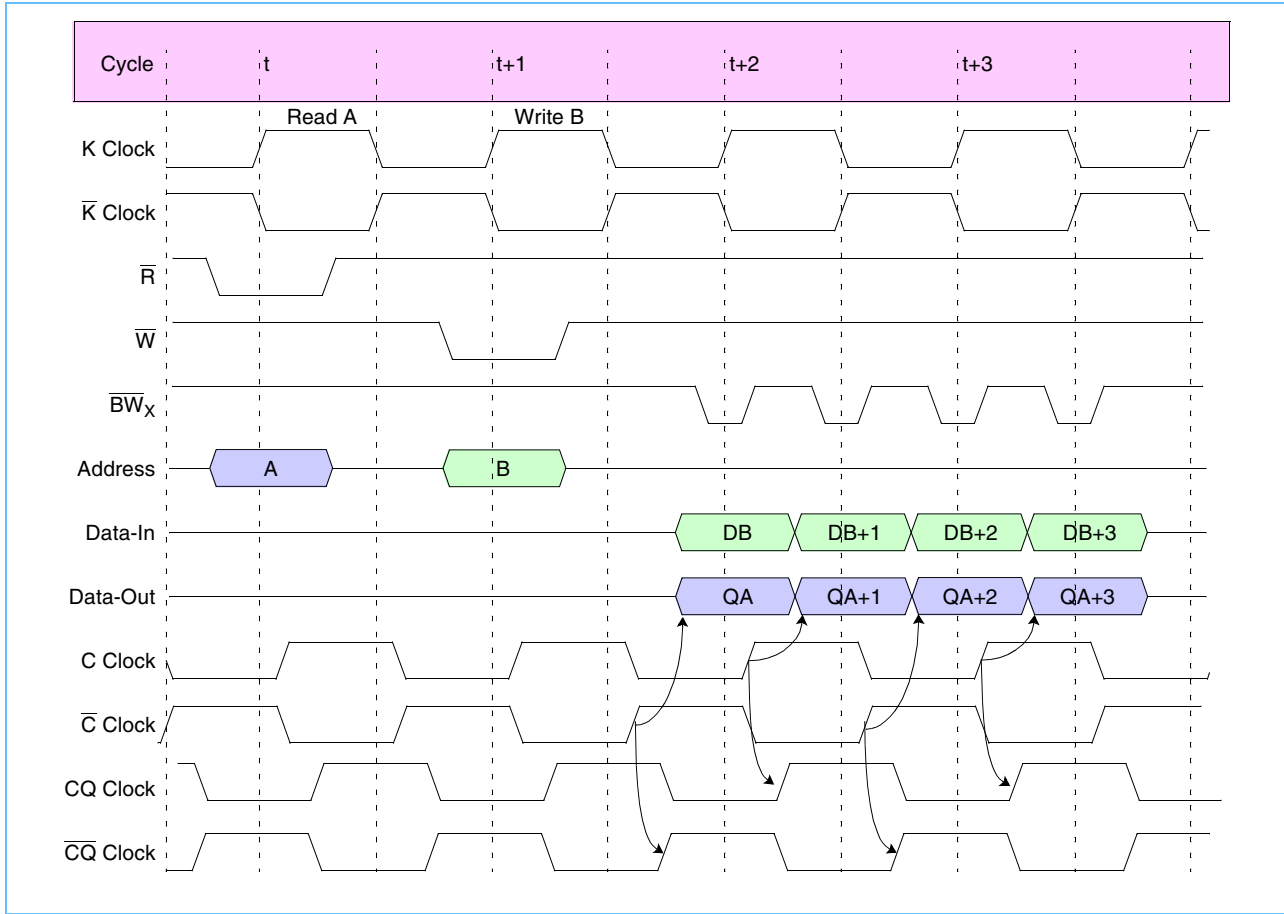 Cycle t t+1 t+2 t+3
Read A Write B
K Clock
K̅ Clock
R̅
W̅
B̅W̅X
Address A B
Data-In DB DB+1 DB+2 DB+3
Data-Out QA QA+1 QA+2 QA+3
C Clock
C̅ Clock
CQ Clock
C̅Q̅ Clock